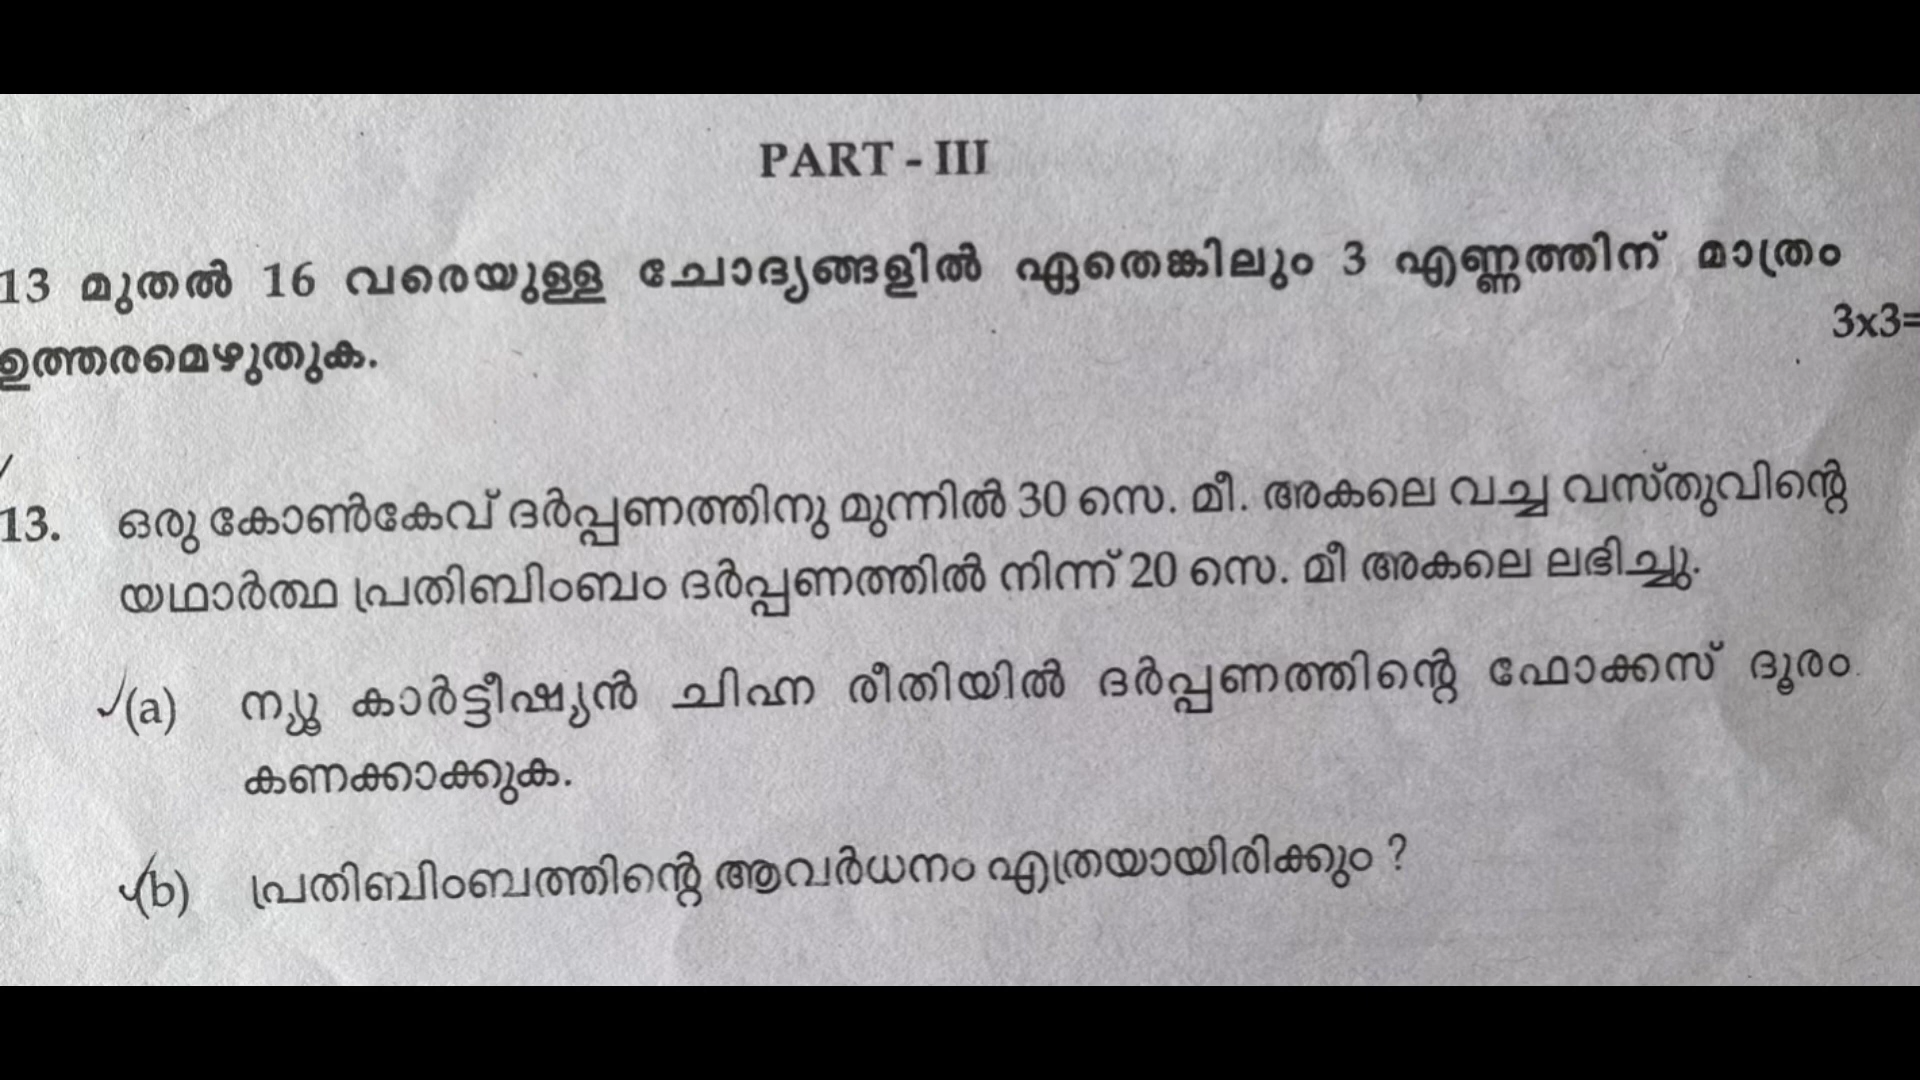 PART - III
13 മുതൽ 16 വരെയുള്ള ചോദ്യങ്ങളിൽ ഏതെങ്കിലും 3 എണ്ണത്തിന് മാത്രം
3x3=
ഉത്തരമെഴുതുക.
13. ഒരു കോൺകേവ് ദർപ്പണത്തിനു മുന്നിൽ 30 സെ. മീ. അകലെ വച്ച വസ്തുവിന്റെ
യഥാർത്ഥ പ്രതിബിംബം ദർപ്പണത്തിൽ നിന്ന് 20 സെ. മീ അകലെ ലഭിച്ചു.
(a) ന്യൂ കാർട്ടീഷ്യൻ ചിഹ്ന രീതിയിൽ ദർപ്പണത്തിന്റെ ഫോക്കസ് ദൂരം
കണക്കാക്കുക.
(b) പ്രതിബിംബത്തിന്റെ ആവർധനം എത്രയായിരിക്കും ?